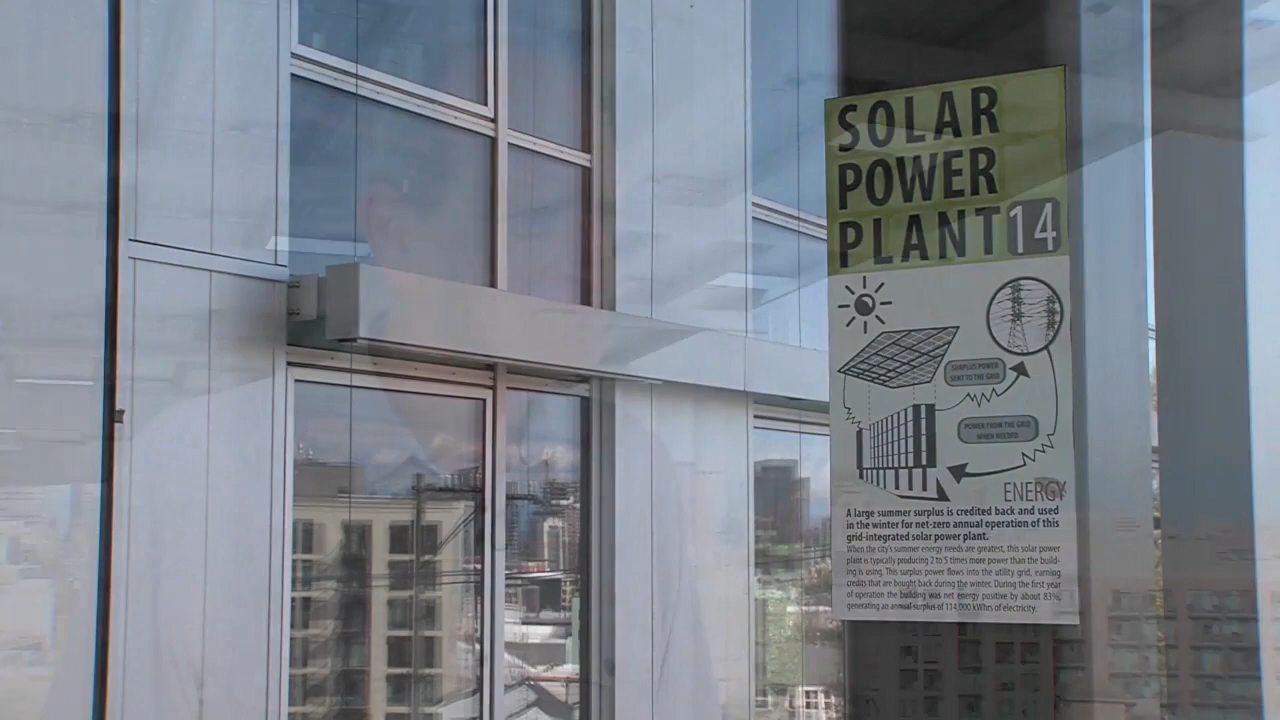 SOLAR
POWER
PLANT 14
SURPLUS POWER
SENT TO THE GRID
POWER FROM THE GRID
WHEN NEEDED
ENERGY
A large summer surplus is credited back and used
in the winter for net-zero annual operation of this
grid-integrated solar power plant.
When the city's summer energy needs are greatest, this solar power
plant is typically producing 2 to 5 times more power than the build-
ing is using. This surplus power flows into the utility grid, earning
credits that are bought back during the winter. During the first year
of operation the building was net energy positive by about 83%,
generating an annual surplus of 114,000 kWhrs of electricity.